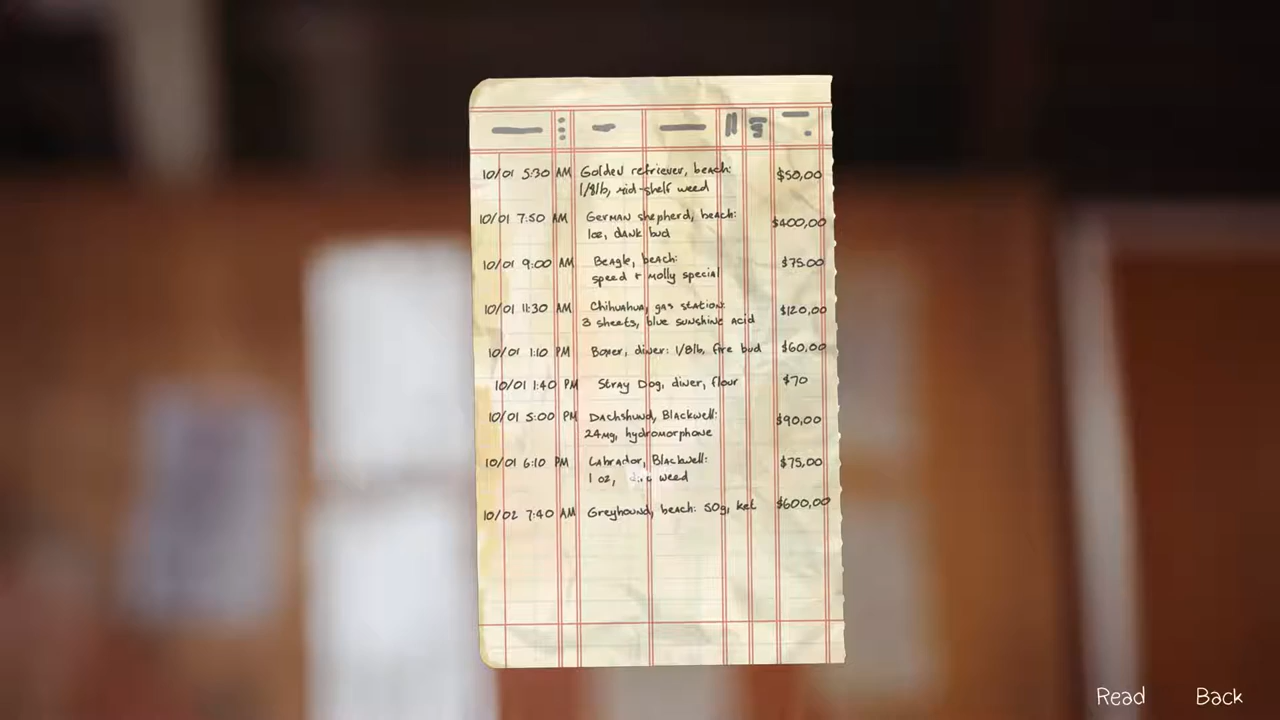 10/01 5:30 AM Golden retriever, beach: $50,00
1/8lb, mid-shelf weed
10/01 7:50 AM German shepherd, beach: $400,00
1oz, dank bud
10/01 9:00 AM Beagle, beach: $75.00
speed + molly special
10/01 11:30 AM Chihuahua, gas station: $120,00
3 sheets, blue sunshine acid
10/01 1:10 PM Boxer, diner: 1/8lb, fire bud $60,00
10/01 1:40 PM Stray Dog, diner, flour $70
10/01 5:00 PM Dachshund, Blackwell: $90,00
24mg, hydromorphone
10/01 6:10 PM Labrador, Blackwell: $75,00
1 oz, weed
10/02 7:40 AM Greyhound, beach: 50g, ket $600,00
Read Back